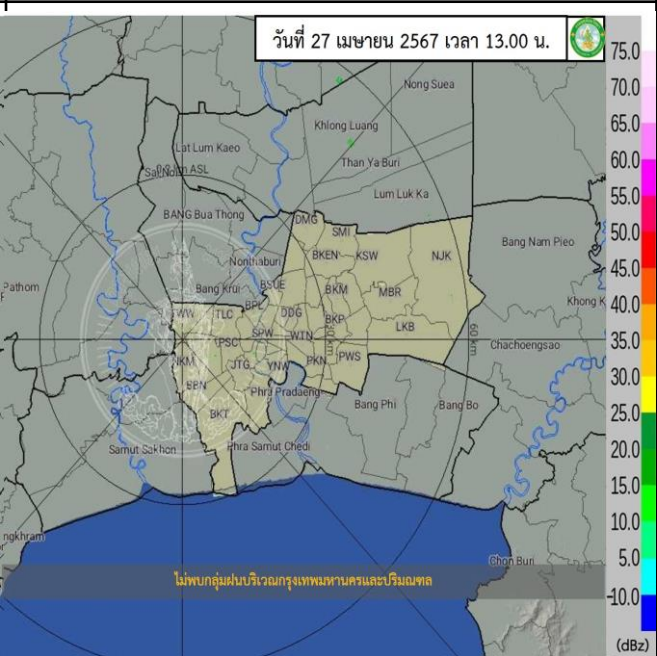 วันที่ 27 เมษายน 2567 เวลา 13.00 น.
75.0
70.0
65.0
60.0
55.0
50.0
45.0
40.0
35.0
30.0
25.0
20.0
15.0
10.0
5.0
-10.0
(dBz)
Nong Suea
Khlong Luang
Lat Lum Kaeo
Than Ya Buri
km ASL
Lum Luk Ka
BANG Bua Thong
DMG
SMI
Bang Nam Pieo
Nonthaburi
BKEN
KSW
NJK
Pathom
Bang Krui
BSUE
BKM
MBR
Khong K
TWW
TLC
BPL
DDG
BKP
LKB
PSC
SPW
WTN
60 km
Chachoengsao
NKM
JTG
YNW
PKN
PWS
BBN
Phra Pradaeng
BKT
Bang Phi
Bang Bo
Samut Sakhon
Phra Samut Chedi
ngkhram
Chon Buri
ไม่พบกลุ่มฝนบริเวณกรุงเทพมหานครและปริมณฑล